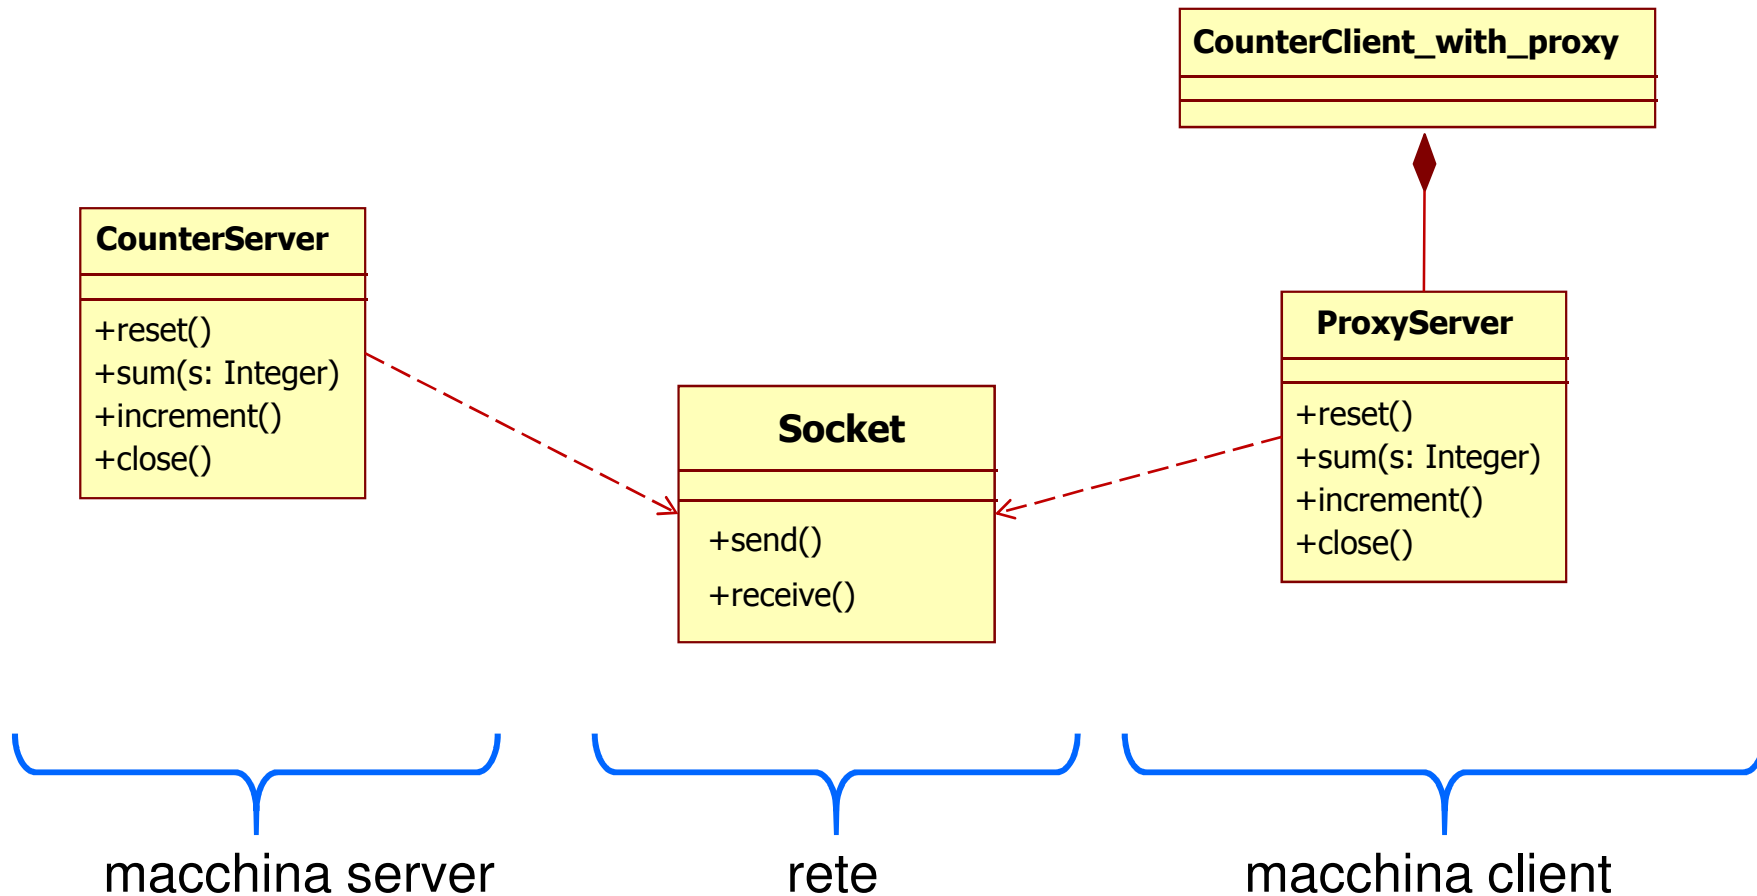 CounterClient_with_proxy
CounterServer
+reset()
+sum(s: Integer)
+increment()
+close()
Socket
+send()
+receive()
ProxyServer
+reset()
+sum(s: Integer)
+increment()
+close()
macchina server
rete
macchina client